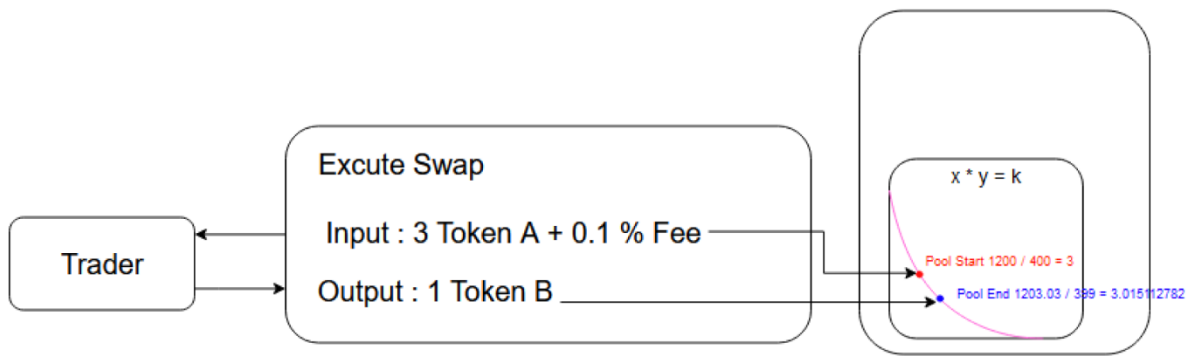 Trader
Excute Swap
Input : 3 Token A + 0.1 % Fee
Output : 1 Token B
x * y = k
Pool Start 1200 / 400 = 3
Pool End 1203.03 / 399 = 3.015112782